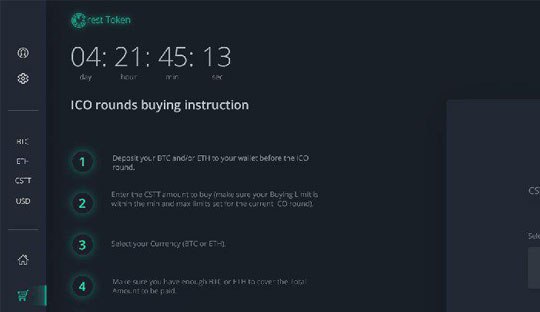 rest Token
04: 21: 45: 13
day hour min sec
ICO rounds buying instruction
1 Deposit your BTC and/or ETH to your wallet before the ICO
round.
2 Enter the CSTT amount to buy (make sure your Buying Limit is
within the min and max limits set for the current ICO round).
3 Select your Currency (BTC or ETH).
4 Make sure you have enough BTC or ETH to cover the Total
Amount to be paid.
BTC
ETH
CSTT
USD
CS
Sele